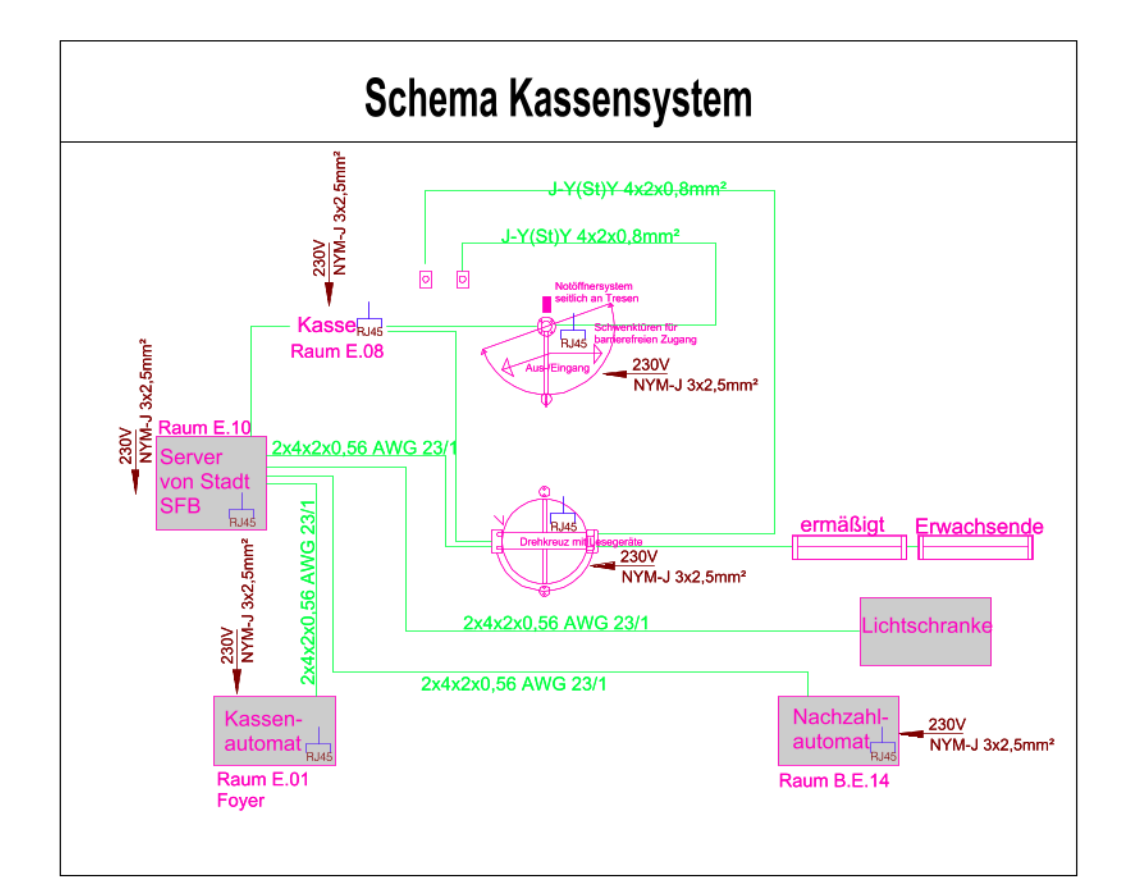 Schema Kassensystem
J-Y(St)Y 4x2x0,8mm²
J-Y(St)Y 4x2x0,8mm²
230V
NYM-J 3x2,5mm²
Notöffnersystem
seitlich an Tresen
Kasse
RJ45
Raum E.08
RJ45
Schwenktüren für
barrierefreien Zugang
Aus-/Eingang
230V
NYM-J 3x2,5mm²
230V
NYM-J 3x2,5mm²
Raum E.10
Server
von Stadt
SFB
RJ45
2x4x2x0,56 AWG 23/1
RJ45
Drehkreuz mit Lesegeräte
230V
NYM-J 3x2,5mm²
ermäßigt
Erwachsende
2x4x2x0,56 AWG 23/1
230V
NYM-J 3x2,5mm²
2x4x2x0,56 AWG 23/1
Lichtschranke
2x4x2x0,56 AWG 23/1
Kassen-
automat
RJ45
Raum E.01
Foyer
Nachzahl-
automat
RJ45
230V
NYM-J 3x2,5mm²
Raum B.E.14